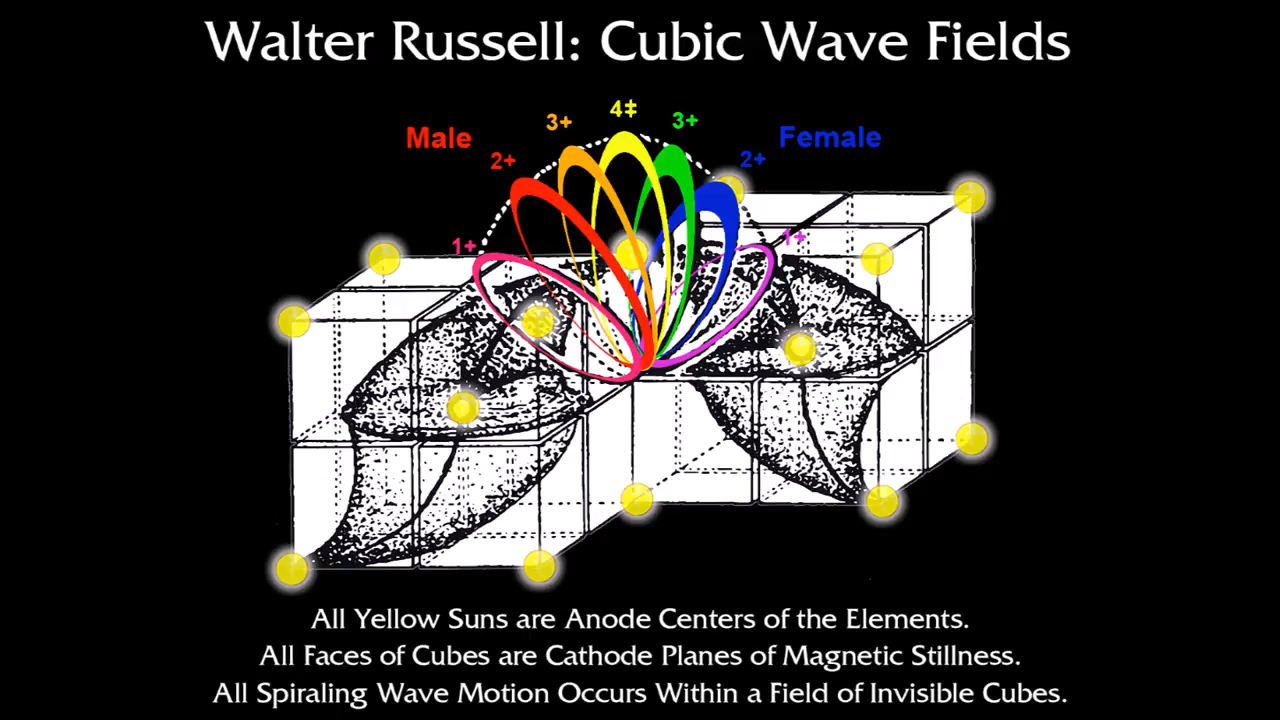 Walter Russell: Cubic Wave Fields
4‡
3+
3+
Male
Female
2+
2+
1+
1+
All Yellow Suns are Anode Centers of the Elements.
All Faces of Cubes are Cathode Planes of Magnetic Stillness.
All Spiraling Wave Motion Occurs Within a Field of Invisible Cubes.